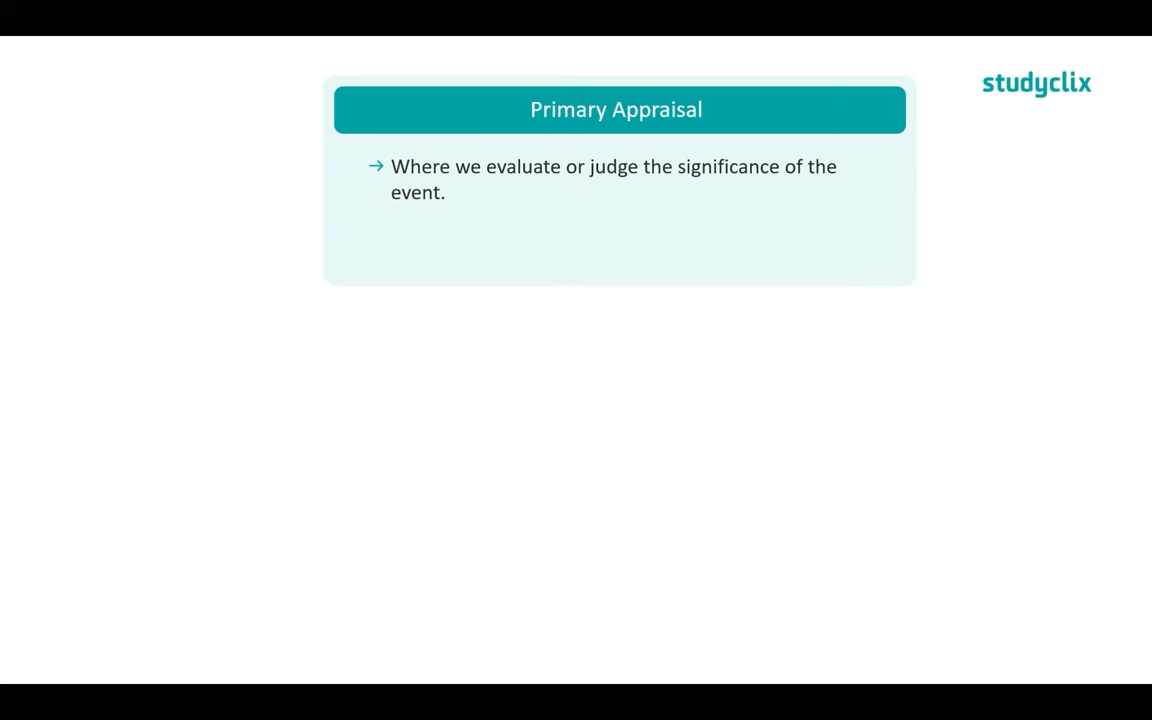 studyclix
Primary Appraisal
→ Where we evaluate or judge the significance of the
event.